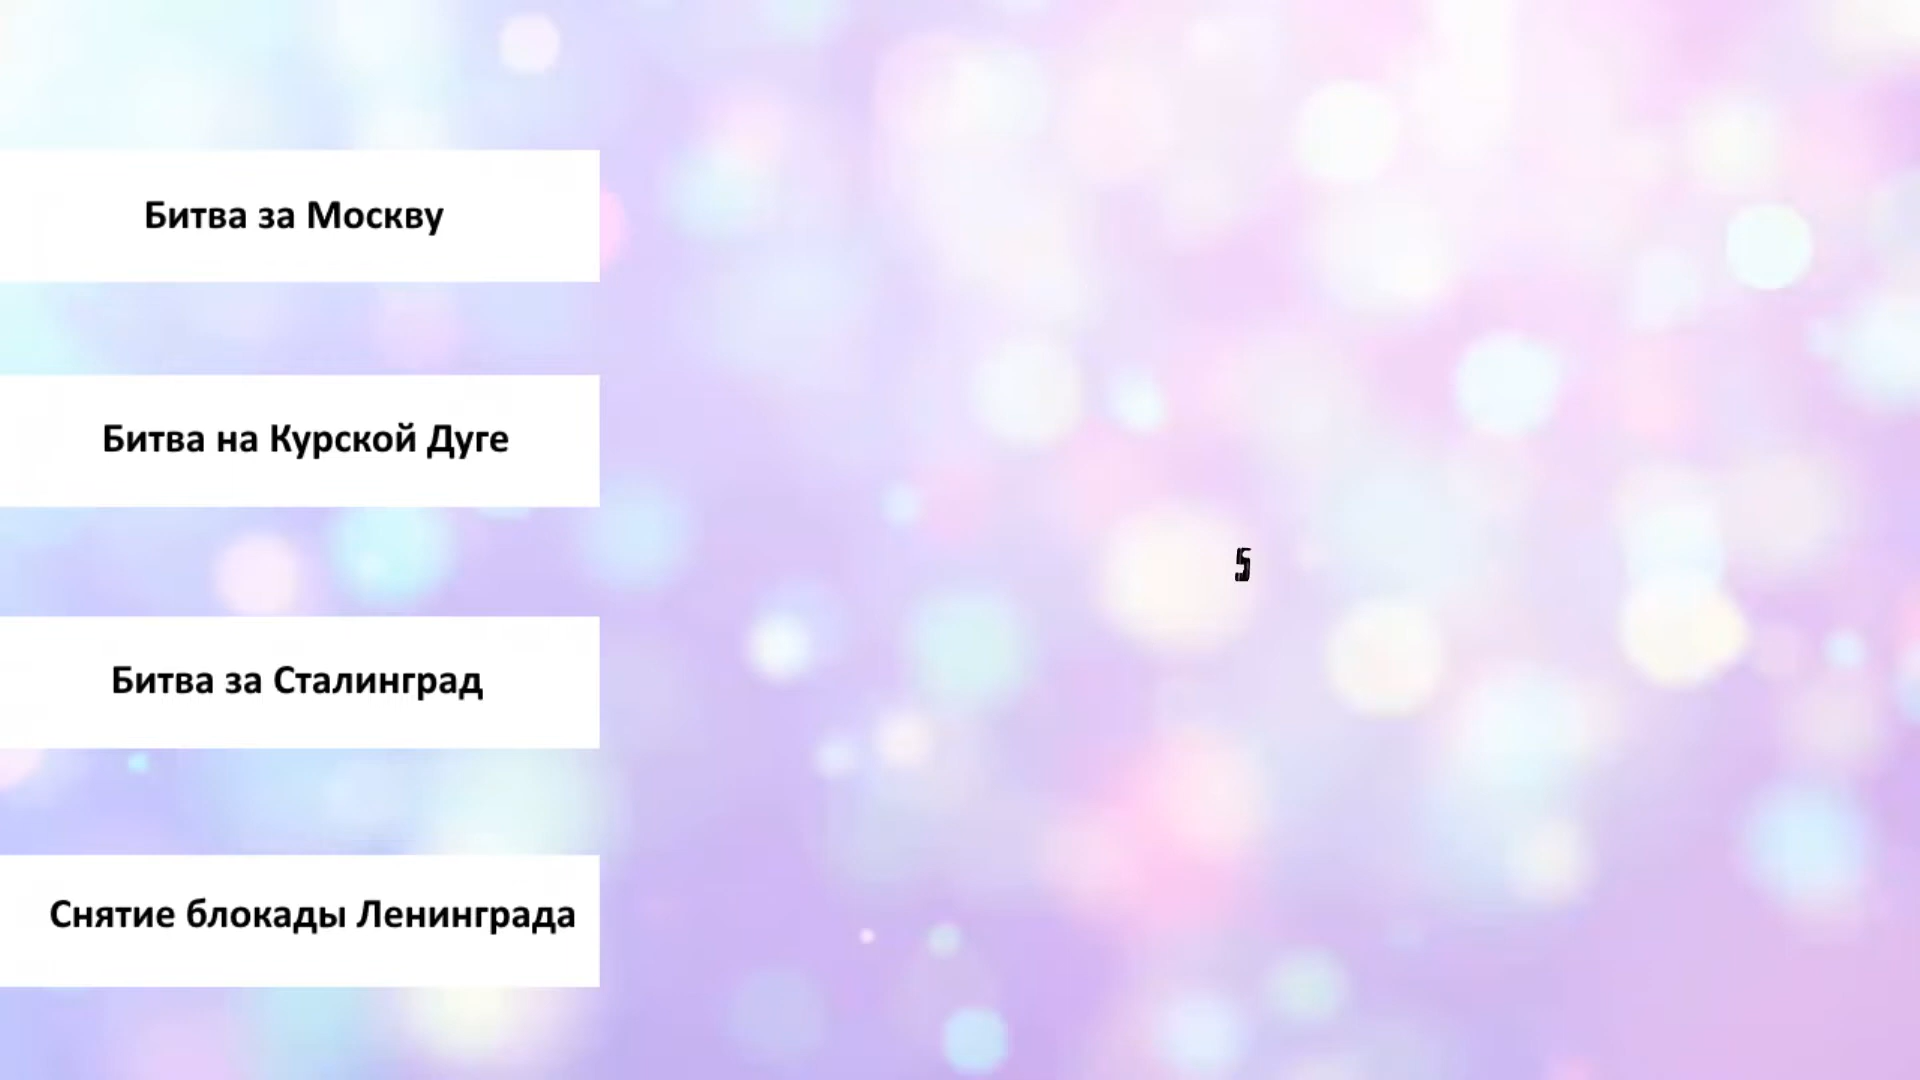 Битва за Москву
Битва на Курской Дуге
5
Битва за Сталинград
Снятие блокады Ленинграда